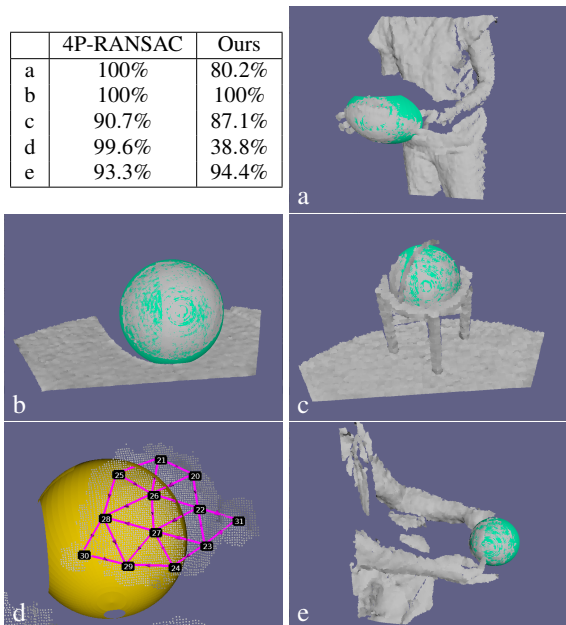 4P-RANSAC Ours
a 100% 80.2%
b 100% 100%
c 90.7% 87.1%
d 99.6% 38.8%
e 93.3% 94.4%
a
b
c
21
25
20
26
22
28
31
27
23
30
29
24
d
e